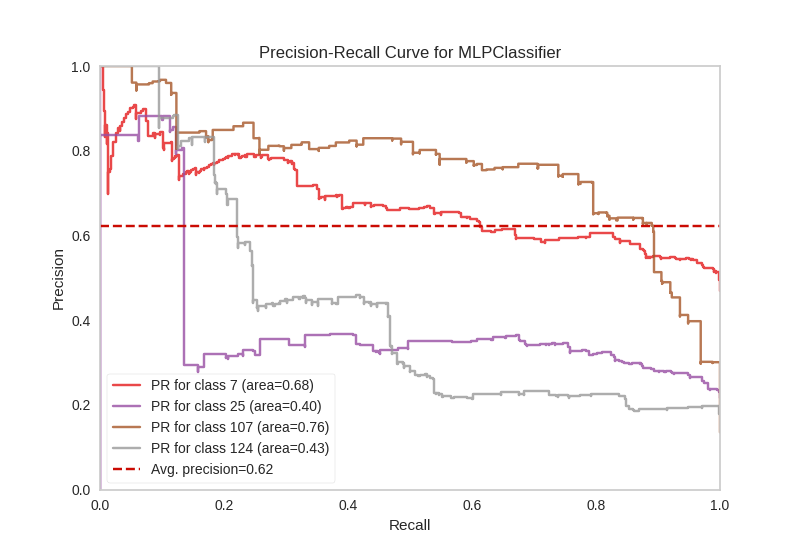 Precision-Recall Curve for MLPClassifier
1.0
0.8
0.6
0.4
0.2
0.0
Precision
PR for class 7 (area=0.68)
PR for class 25 (area=0.40)
PR for class 107 (area=0.76)
PR for class 124 (area=0.43)
Avg. precision=0.62
0.0 0.2 0.4 0.6 0.8 1.0
Recall